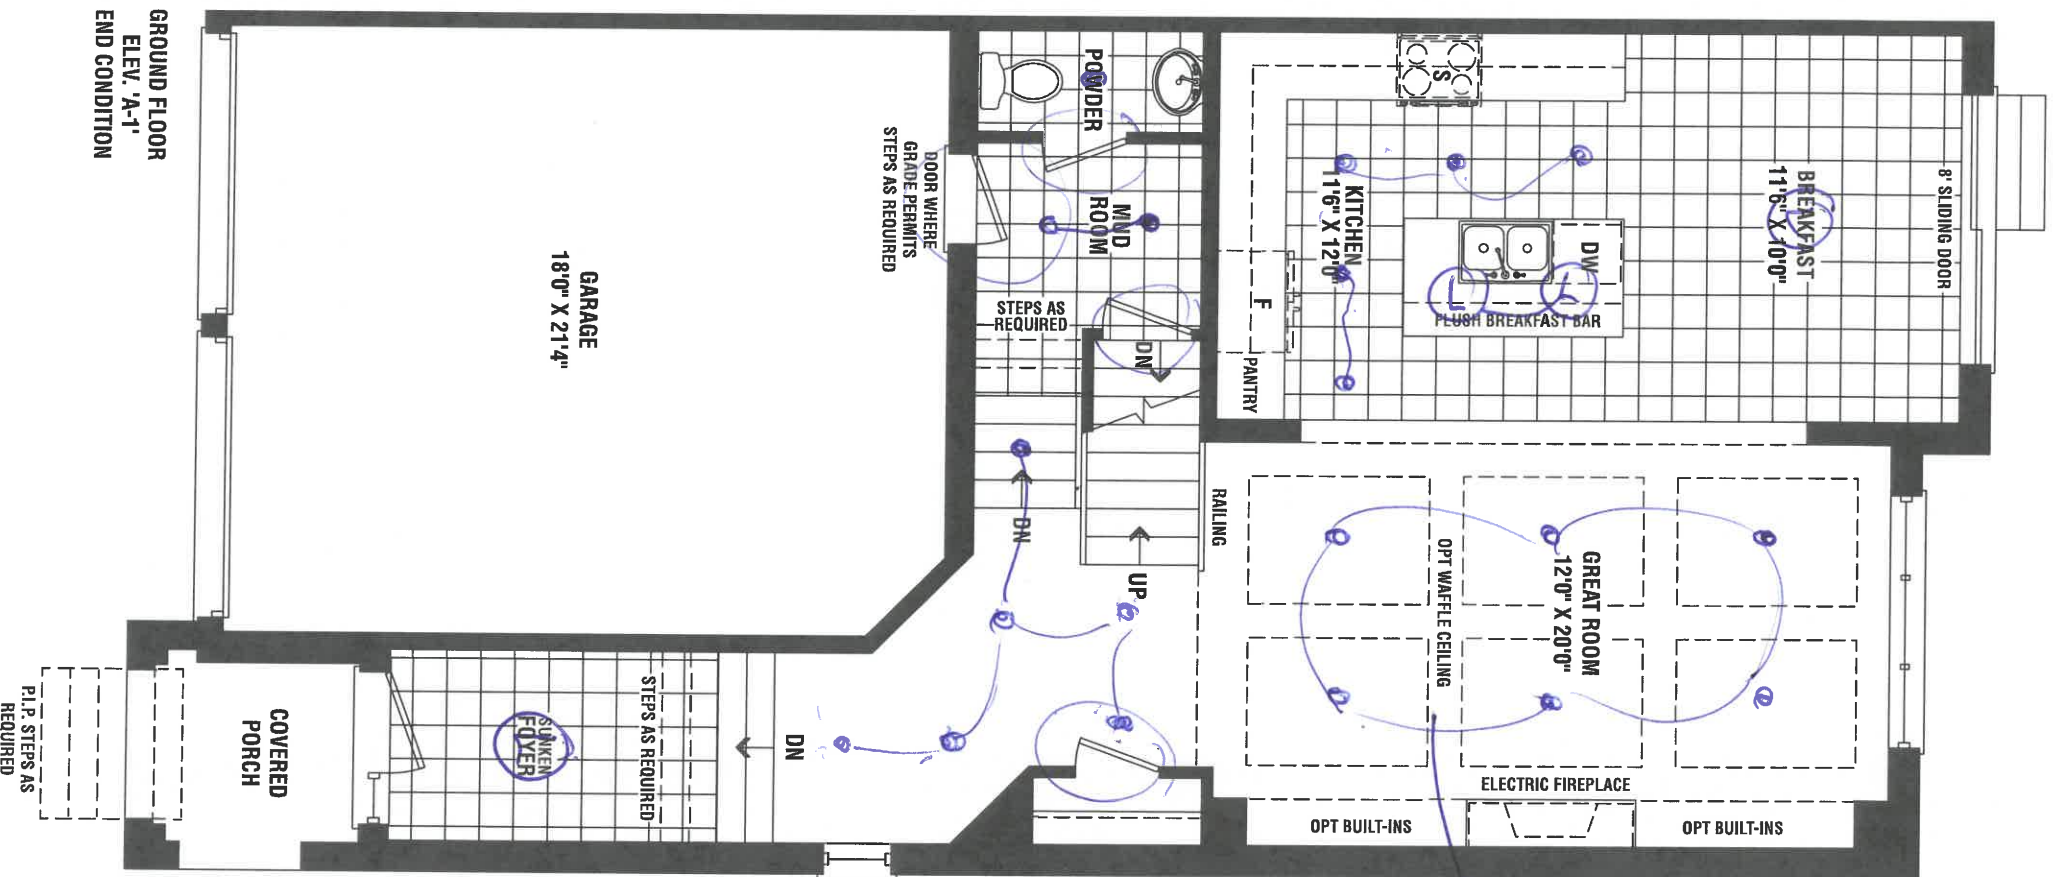 GROUND FLOOR
ELEV. 'A-1'
END CONDITION
GARAGE
18'0" X 21'4"
POWDER
DOOR WHERE
GRADE PERMITS
STEPS AS REQUIRED
MUD
ROOM
STEPS AS
REQUIRED
DN
DN
UP
RAILING
S
KITCHEN
11'6" X 12'0"
F
PANTRY
DW
L
L
FLUSH BREAKFAST BAR
BREAKFAST
11'6" X 10'0"
8' SLIDING DOOR
GREAT ROOM
12'0" X 20'0"
OPT WAFFLE CEILING
ELECTRIC FIREPLACE
OPT BUILT-INS
OPT BUILT-INS
DN
STEPS AS REQUIRED
SUNKEN
FOYER
COVERED
PORCH
P.I.P. STEPS AS
REQUIRED